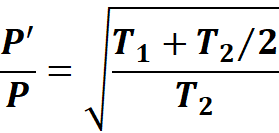 P′/P = √((T₁ + T₂/2)/T₂)